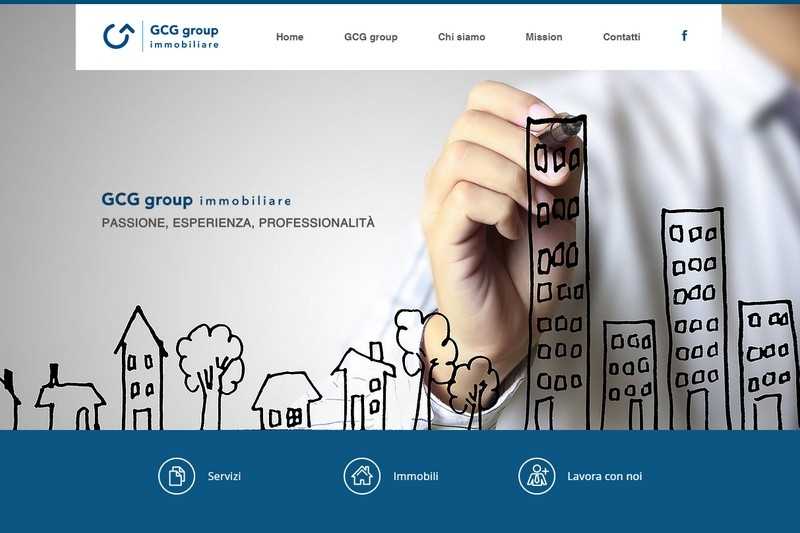 GCG group
immobiliare
Home
GCG group
Chi siamo
Mission
Contatti
f
GCG group immobiliare
PASSIONE, ESPERIENZA, PROFESSIONALITÀ
Servizi
Immobili
Lavora con noi